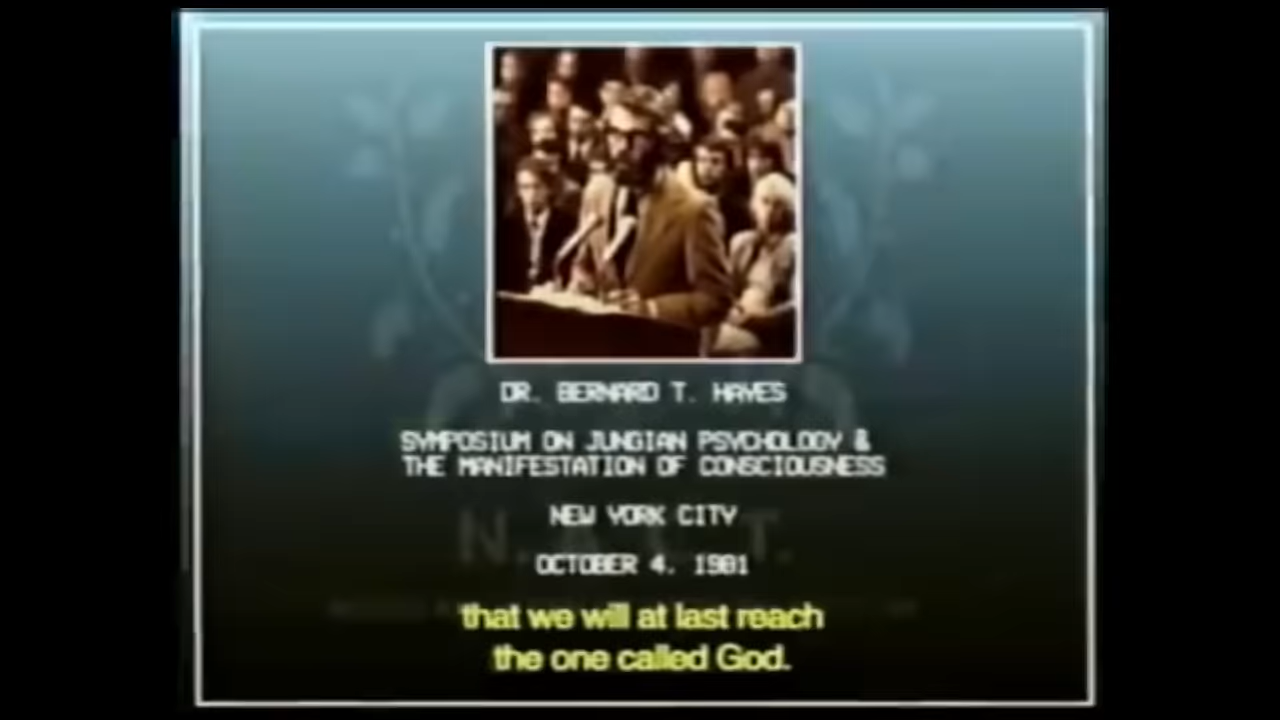 DR. BERNARD T. HAYES
SYMPOSIUM ON JUNGIAN PSYCHOLOGY &
THE MANIFESTATION OF CONSCIOUSNESS
NEW YORK CITY
OCTOBER 4, 1981
that we will at last reach
the one called God.